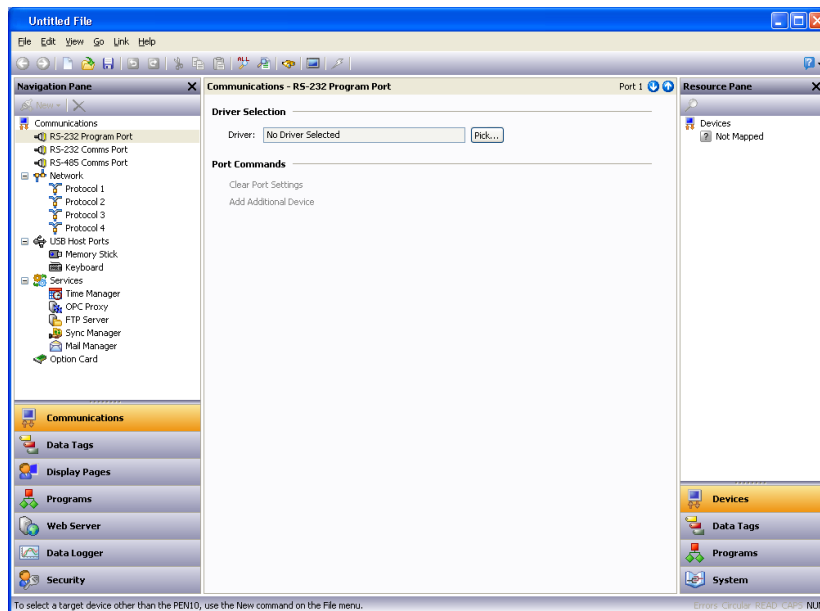 Untitled File
File Edit View Go Link Help
ALL
Navigation Pane
New
Communications
RS-232 Program Port
RS-232 Comms Port
RS-485 Comms Port
Network
Protocol 1
Protocol 2
Protocol 3
Protocol 4
USB Host Ports
Memory Stick
Keyboard
Services
Time Manager
OPC Proxy
FTP Server
Sync Manager
Mail Manager
Option Card
Communications
Data Tags
Display Pages
Programs
Web Server
Data Logger
Security
Communications - RS-232 Program Port Port 1
Driver Selection
Driver: No Driver Selected Pick...
Port Commands
Clear Port Settings
Add Additional Device
Resource Pane
Devices
Not Mapped
Devices
Data Tags
Programs
System
To select a target device other than the PEN10, use the New command on the File menu.
Errors Circular READ CAPS NUM